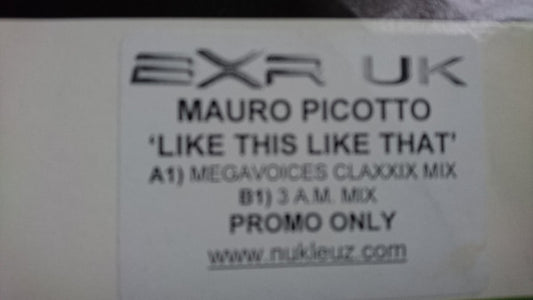 BXR UK
MAURO PICOTTO
'LIKE THIS LIKE THAT'
A1) MEGAVOICES CLAXXIX MIX
B1) 3 A.M. MIX
PROMO ONLY
www.nukleuz.com